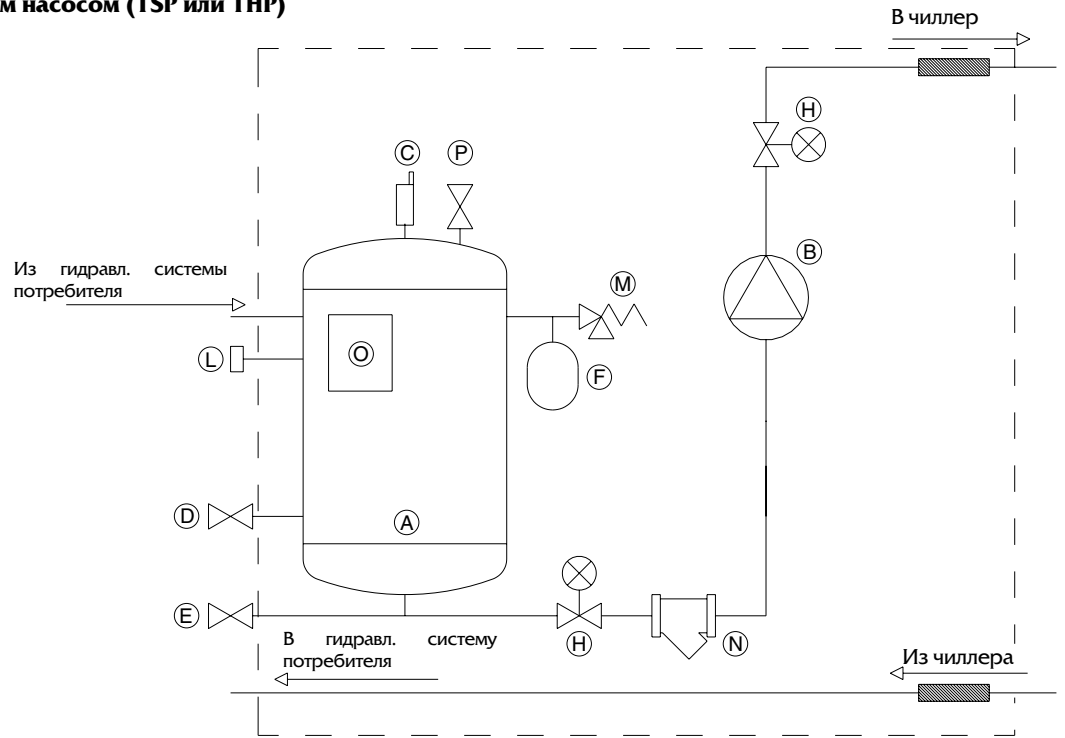 м насосом (TSP или THP)
В чиллер
H
C
P
B
Из гидравл. системы
потребителя
M
L
O
F
D
A
E
H
N
В гидравл. систему
потребителя
Из чиллера